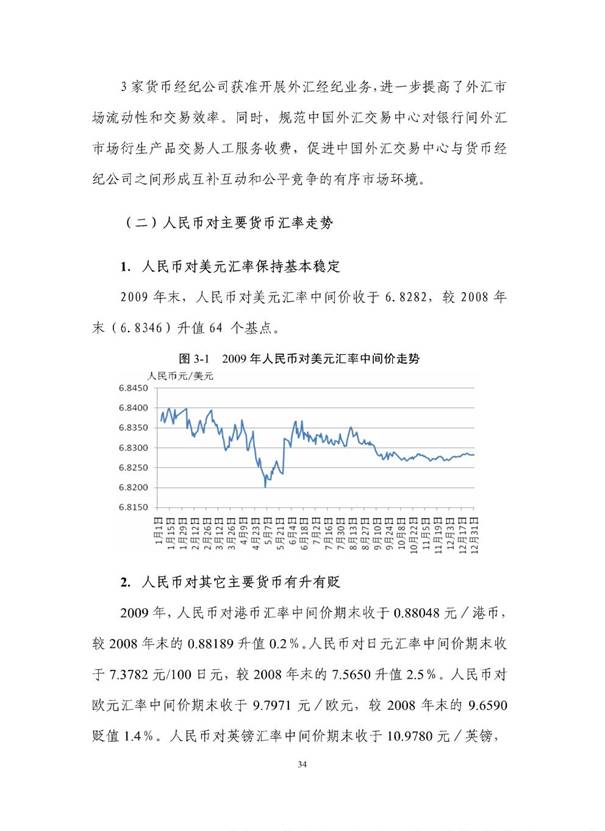 3 家货币经纪公司获准开展外汇经纪业务,进一步提高了外汇市
场流动性和交易效率。同时，规范中国外汇交易中心对银行间外汇
市场衍生产品交易人工服务收费，促进中国外汇交易中心与货币经
纪公司之间形成互补互动和公平竞争的有序市场环境。
（二）人民币对主要货币汇率走势
1. 人民币对美元汇率保持基本稳定
2009 年末，人民币对美元汇率中间价收于 6.8282，较 2008 年
末（6.8346）升值 64 个基点。
图 3-1 2009 年人民币对美元汇率中间价走势
人民币元/美元
6.8450
6.8400
6.8350
6.8300
6.8250
6.8200
6.8150
1月1日
1月15日
1月29日
2月12日
2月26日
3月12日
3月26日
4月9日
4月23日
5月7日
5月21日
6月4日
6月18日
7月2日
7月16日
7月30日
8月13日
8月27日
9月10日
9月24日
10月8日
10月22日
11月5日
11月19日
12月3日
12月17日
12月31日
2. 人民币对其它主要货币有升有贬
2009 年，人民币对港币汇率中间价期末收于 0.88048 元／港币，
较 2008 年末的 0.88189 升值 0.2％。人民币对日元汇率中间价期末收
于 7.3782 元/100 日元，较 2008 年末的 7.5650 升值 2.5％。人民币对
欧元汇率中间价期末收于 9.7971 元／欧元，较 2008 年末的 9.6590
贬值 1.4％。人民币对英镑汇率中间价期末收于 10.9780 元／英镑，
34